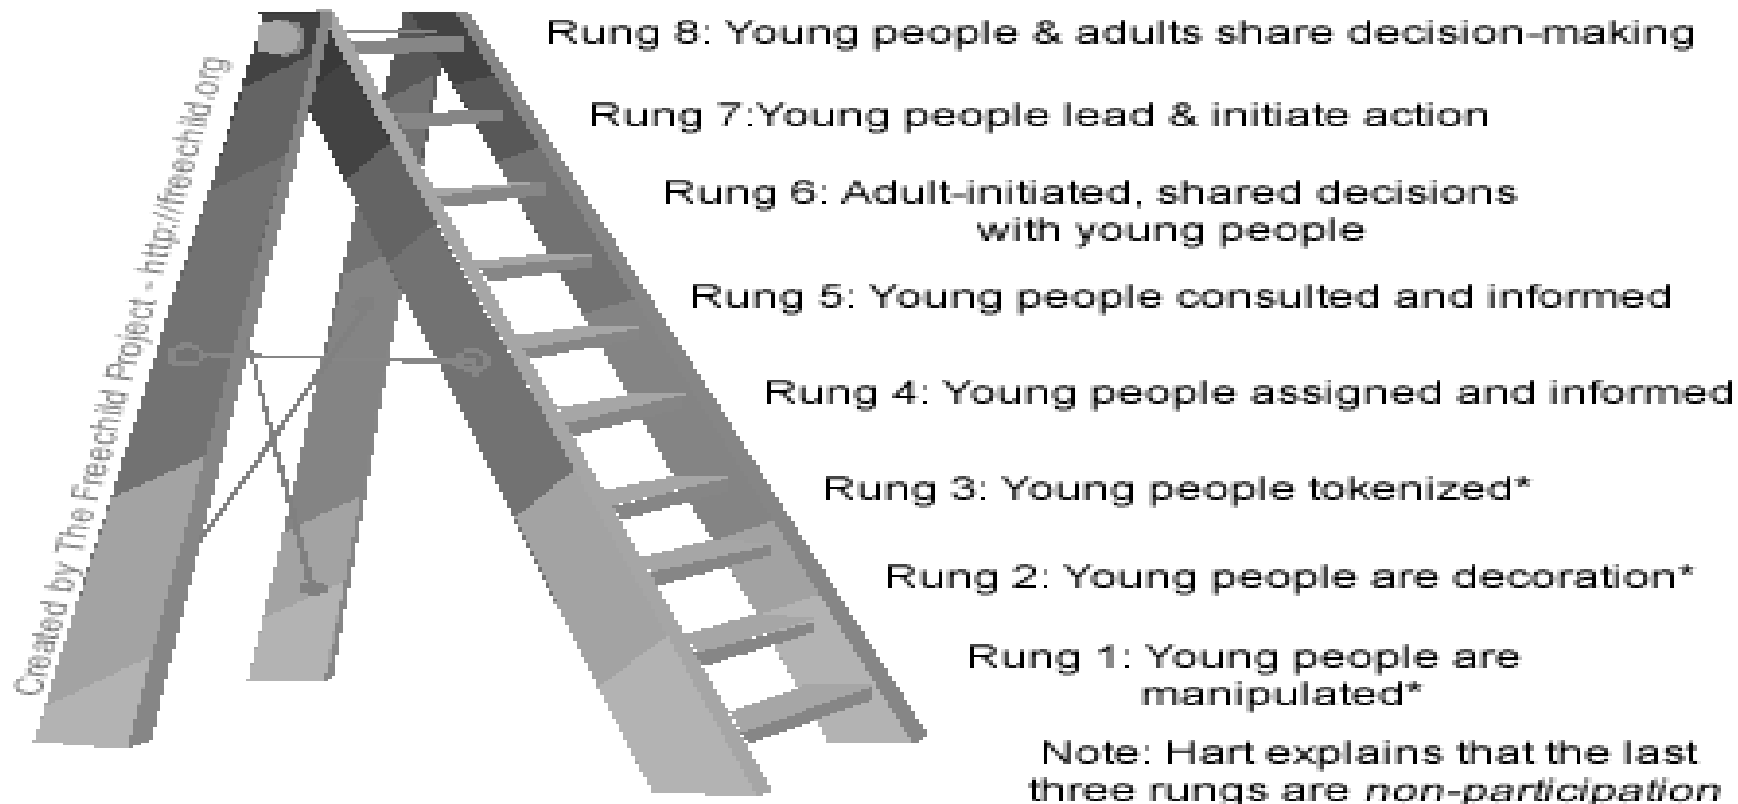 Rung 8: Young people & adults share decision-making
Rung 7:Young people lead & initiate action
Rung 6: Adult-initiated, shared decisions
with young people
Rung 5: Young people consulted and informed
Rung 4: Young people assigned and informed
Rung 3: Young people tokenized*
Rung 2: Young people are decoration*
Rung 1: Young people are
manipulated*
Note: Hart explains that the last
three rungs are non-participation
Created by The Freechild Project - http://freechild.org